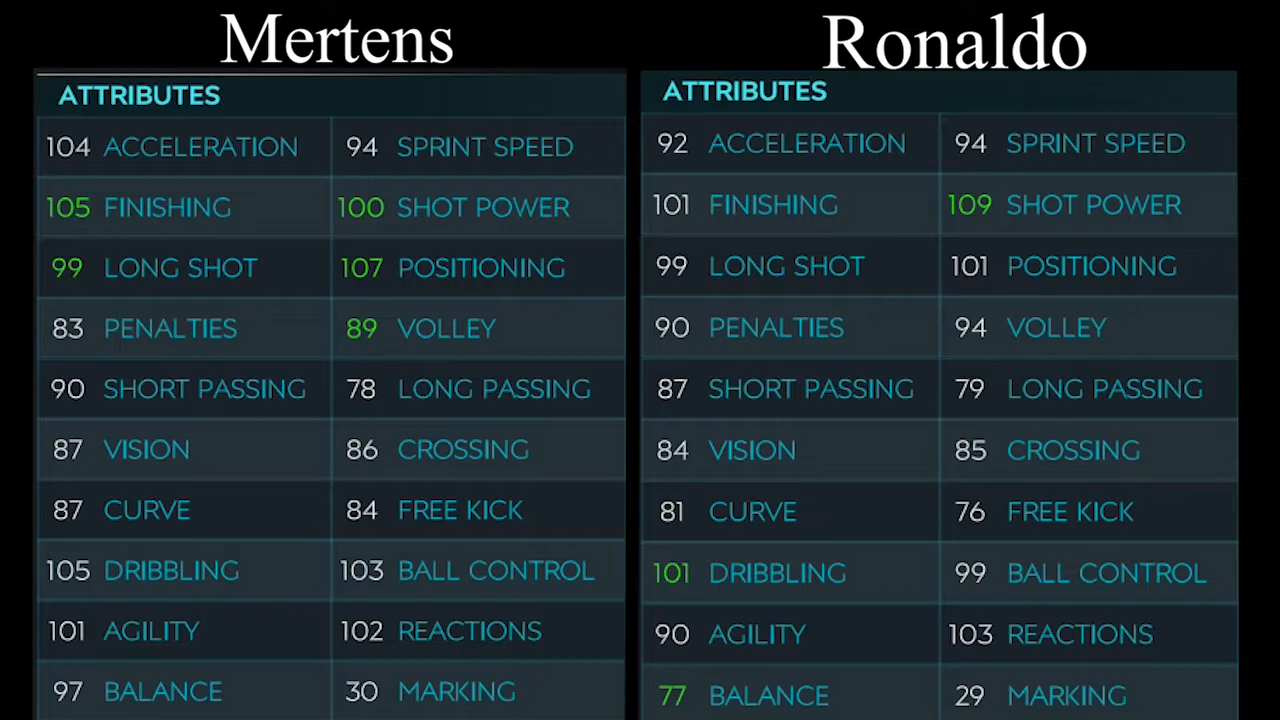 Mertens
ATTRIBUTES
104 ACCELERATION 94 SPRINT SPEED
105 FINISHING 100 SHOT POWER
99 LONG SHOT 107 POSITIONING
83 PENALTIES 89 VOLLEY
90 SHORT PASSING 78 LONG PASSING
87 VISION 86 CROSSING
87 CURVE 84 FREE KICK
105 DRIBBLING 103 BALL CONTROL
101 AGILITY 102 REACTIONS
97 BALANCE 30 MARKING
Ronaldo
ATTRIBUTES
92 ACCELERATION 94 SPRINT SPEED
101 FINISHING 109 SHOT POWER
99 LONG SHOT 101 POSITIONING
90 PENALTIES 94 VOLLEY
87 SHORT PASSING 79 LONG PASSING
84 VISION 85 CROSSING
81 CURVE 76 FREE KICK
101 DRIBBLING 99 BALL CONTROL
90 AGILITY 103 REACTIONS
77 BALANCE 29 MARKING